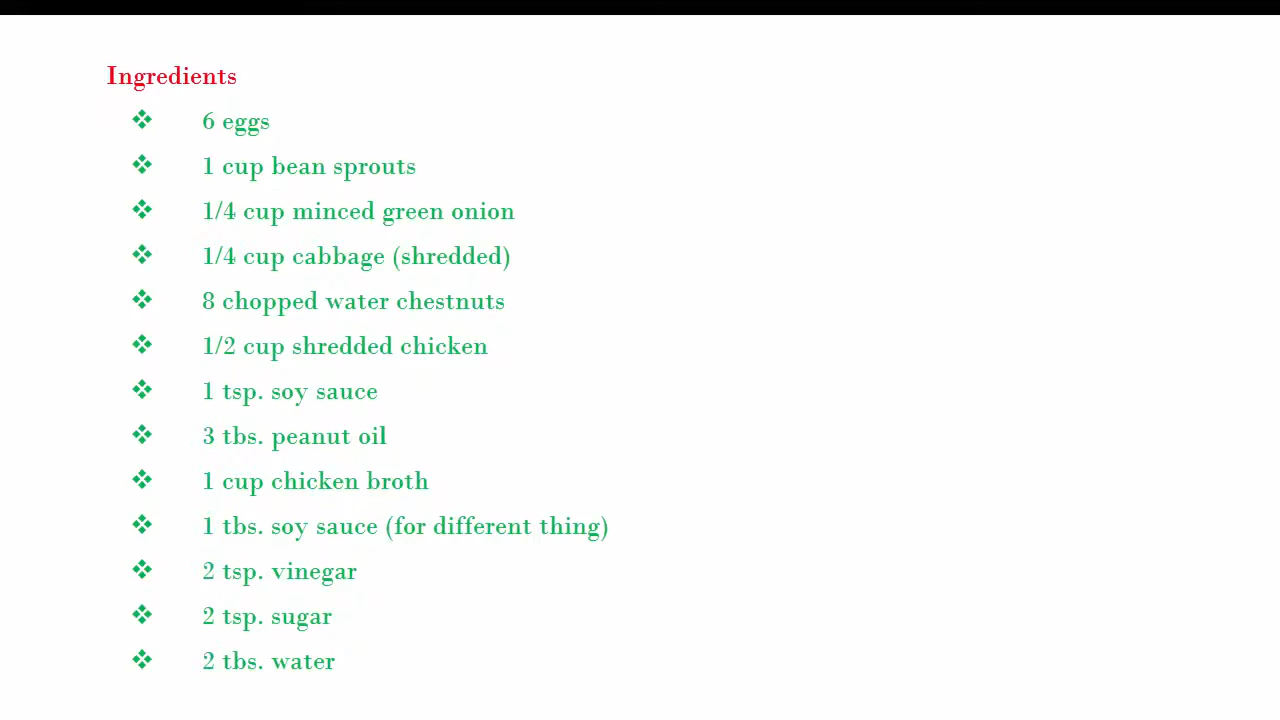 Ingredients
6 eggs
1 cup bean sprouts
1/4 cup minced green onion
1/4 cup cabbage (shredded)
8 chopped water chestnuts
1/2 cup shredded chicken
1 tsp. soy sauce
3 tbs. peanut oil
1 cup chicken broth
1 tbs. soy sauce (for different thing)
2 tsp. vinegar
2 tsp. sugar
2 tbs. water